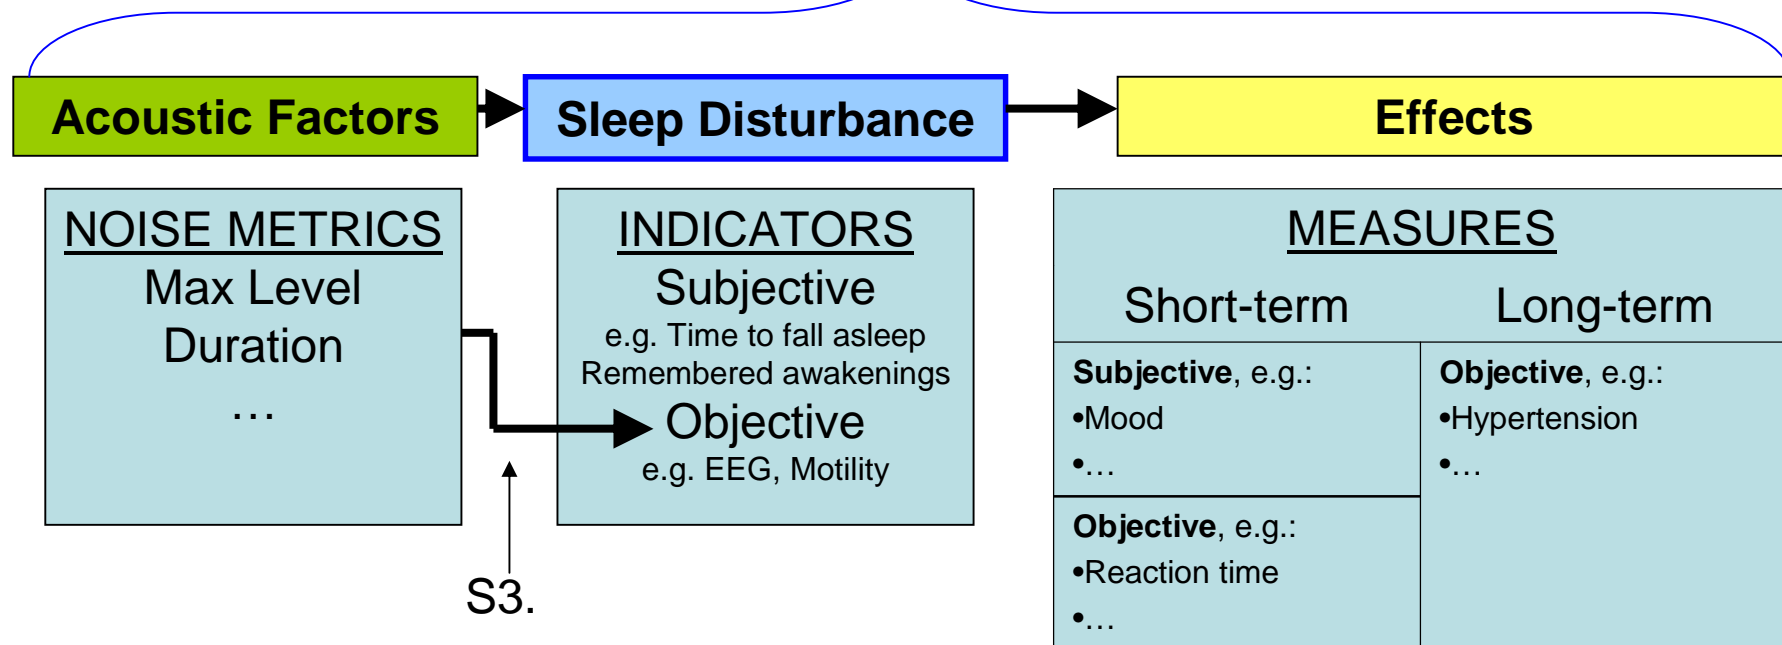 Acoustic Factors
Sleep Disturbance
Effects
NOISE METRICS
Max Level
Duration
…
INDICATORS
Subjective
e.g. Time to fall asleep
Remembered awakenings
Objective
e.g. EEG, Motility
S3.
MEASURES
Short-term
Long-term
Subjective, e.g.:
•Mood
•…
Objective, e.g.:
•Reaction time
•…
Objective, e.g.:
•Hypertension
•…